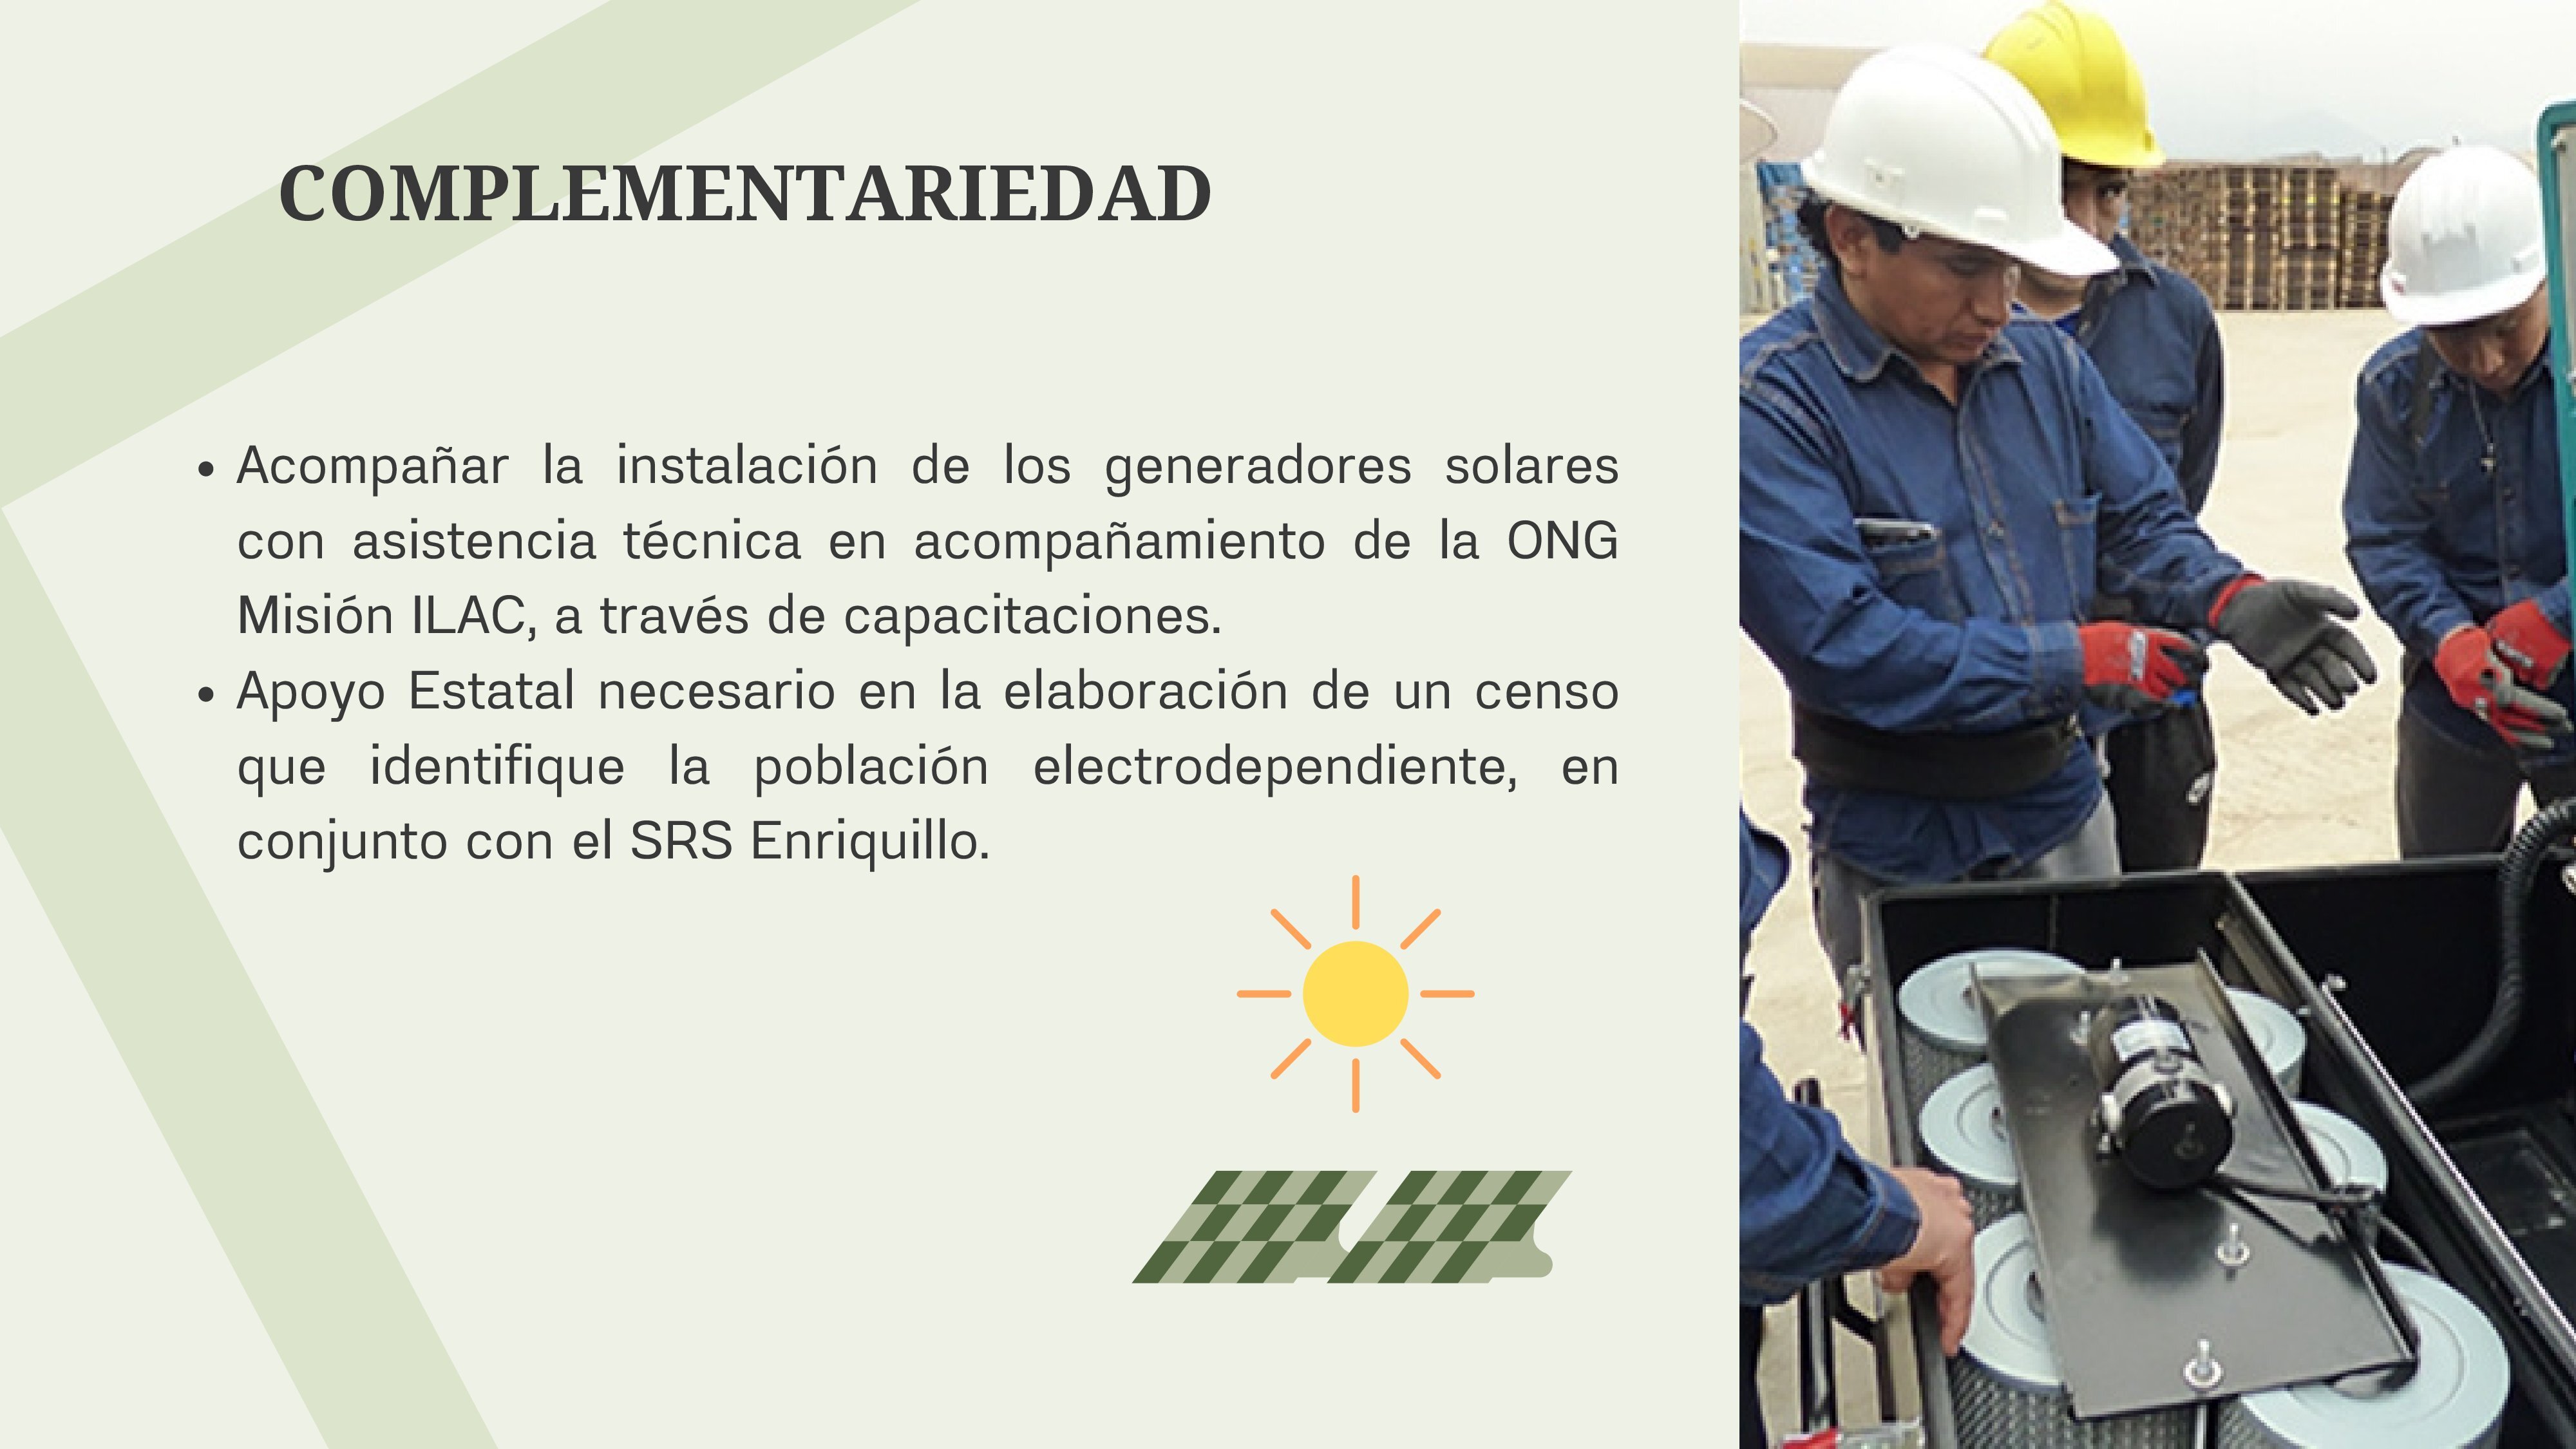 COMPLEMENTARIEDAD
• Acompañar la instalación de los generadores solares
con asistencia técnica en acompañamiento de la ONG
Misión ILAC, a través de capacitaciones.
• Apoyo Estatal necesario en la elaboración de un censo
que identifique la población electrodependiente, en
conjunto con el SRS Enriquillo.